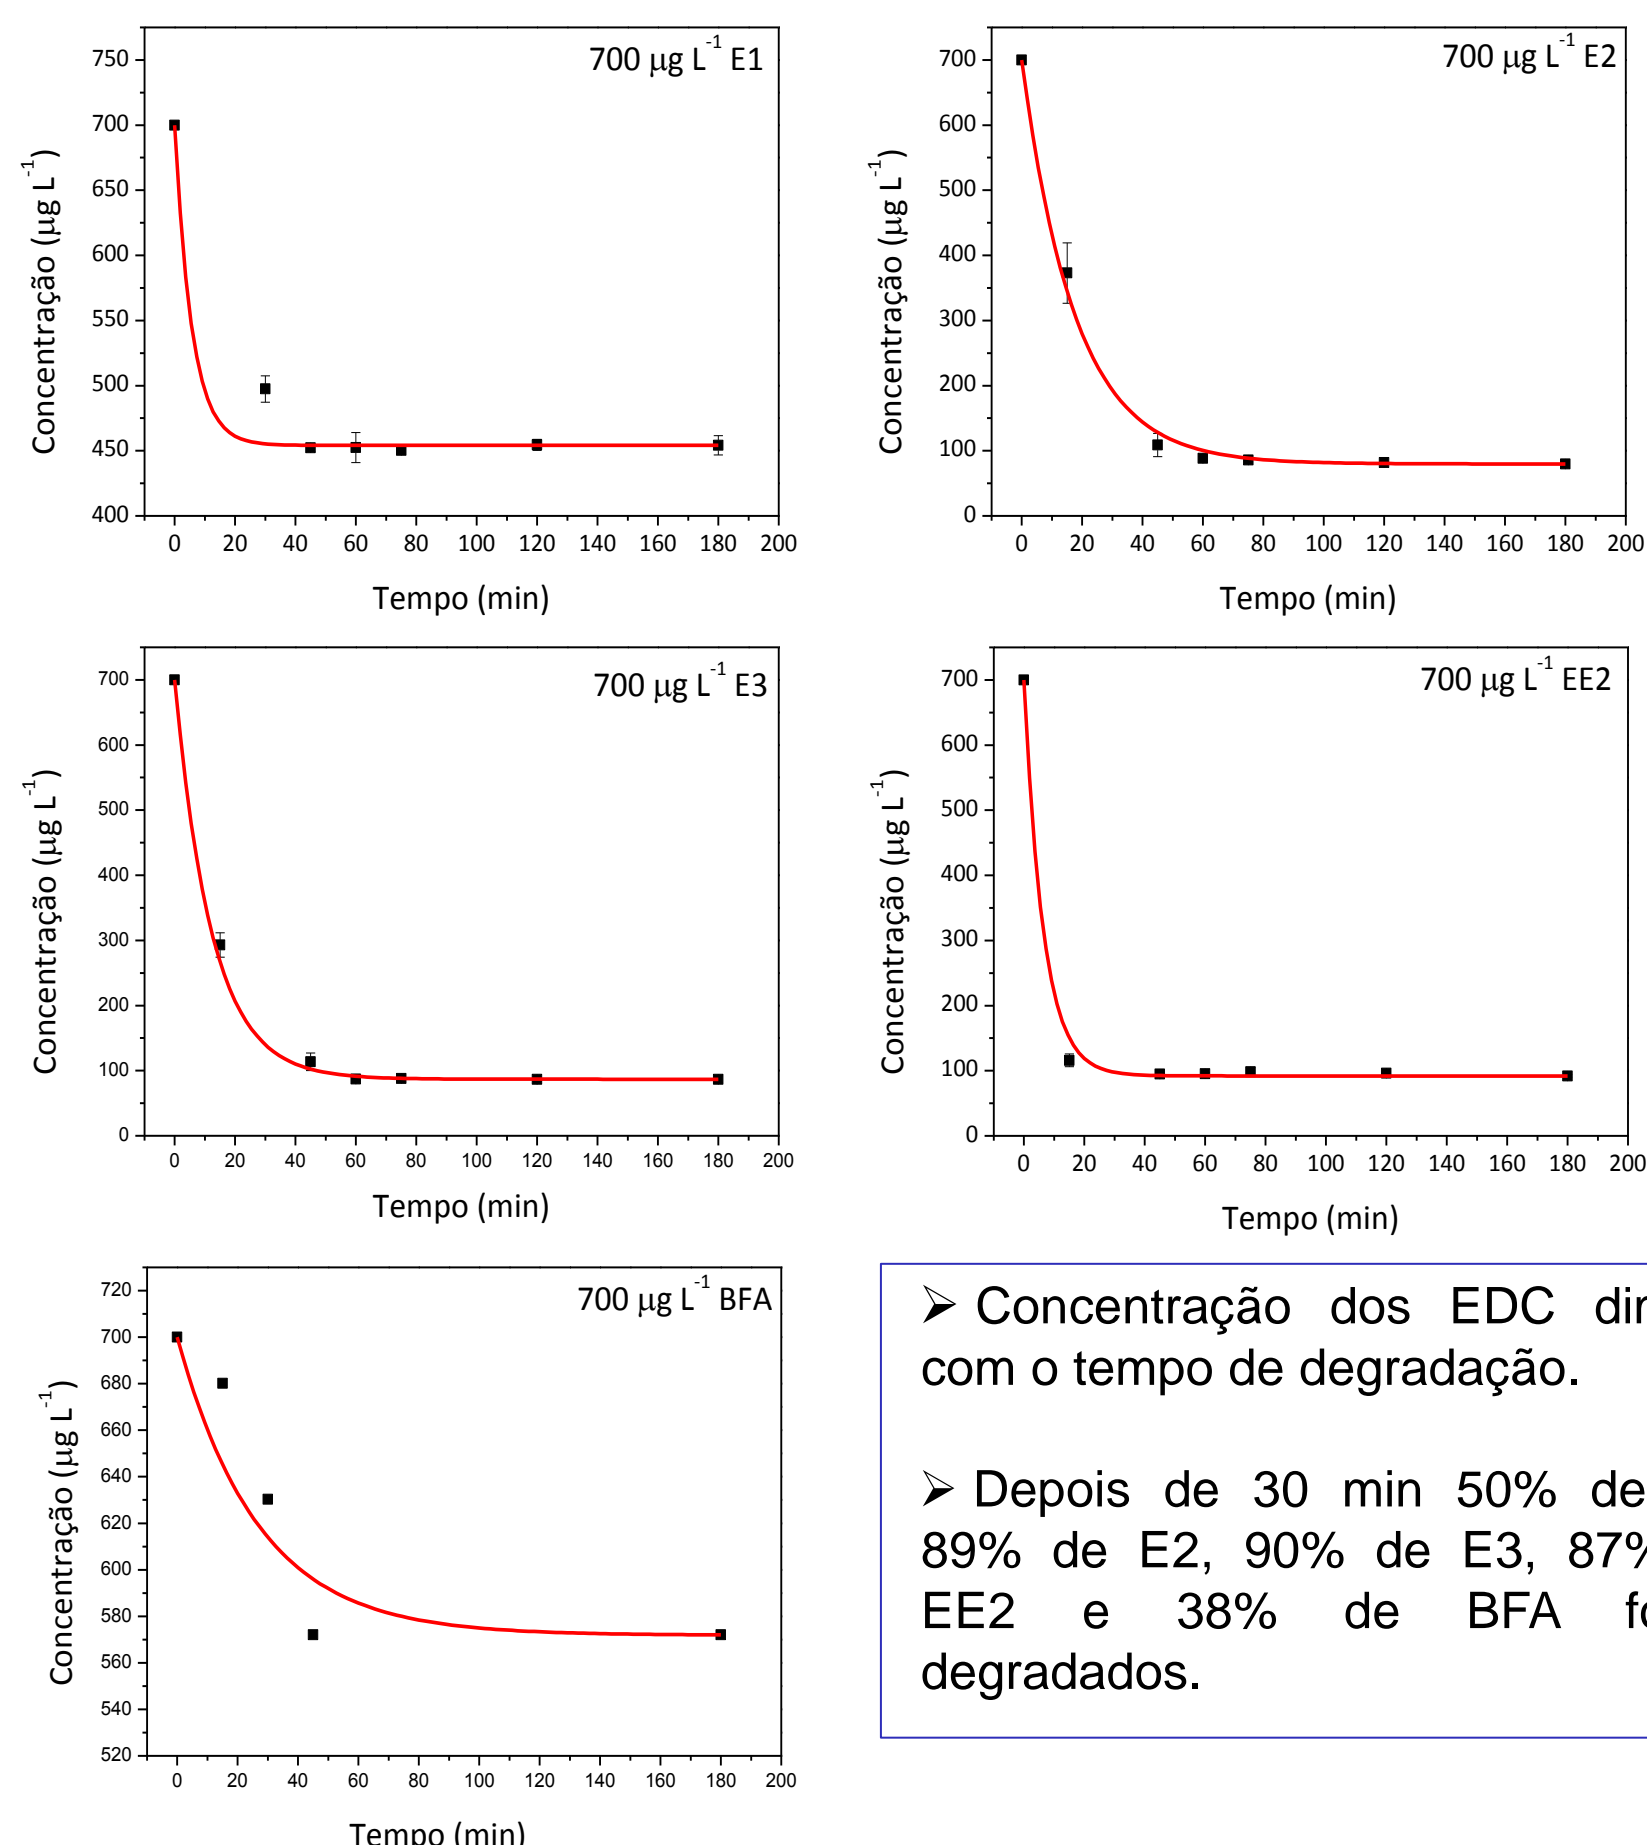 700 μg L⁻¹ E1
Concentração (μg L⁻¹)
750
700
650
600
550
500
450
400
0 20 40 60 80 100 120 140 160 180 200
Tempo (min)
700 μg L⁻¹ E2
Concentração (μg L⁻¹)
700
600
500
400
300
200
100
0
0 20 40 60 80 100 120 140 160 180 200
Tempo (min)
700 μg L⁻¹ E3
Concentração (μg L⁻¹)
700
600
500
400
300
200
100
0
0 20 40 60 80 100 120 140 160 180 200
Tempo (min)
700 μg L⁻¹ EE2
Concentração (μg L⁻¹)
700
600
500
400
300
200
100
0
0 20 40 60 80 100 120 140 160 180 200
Tempo (min)
700 μg L⁻¹ BFA
Concentração (μg L⁻¹)
720
700
680
660
640
620
600
580
560
540
520
0 20 40 60 80 100 120 140 160 180 200
Tempo (min)
➢ Concentração dos EDC
com o tempo de degradação.
➢ Depois de 30 min 50% de
89% de E2, 90% de E3, 87%
EE2 e 38% de BFA
degradados.